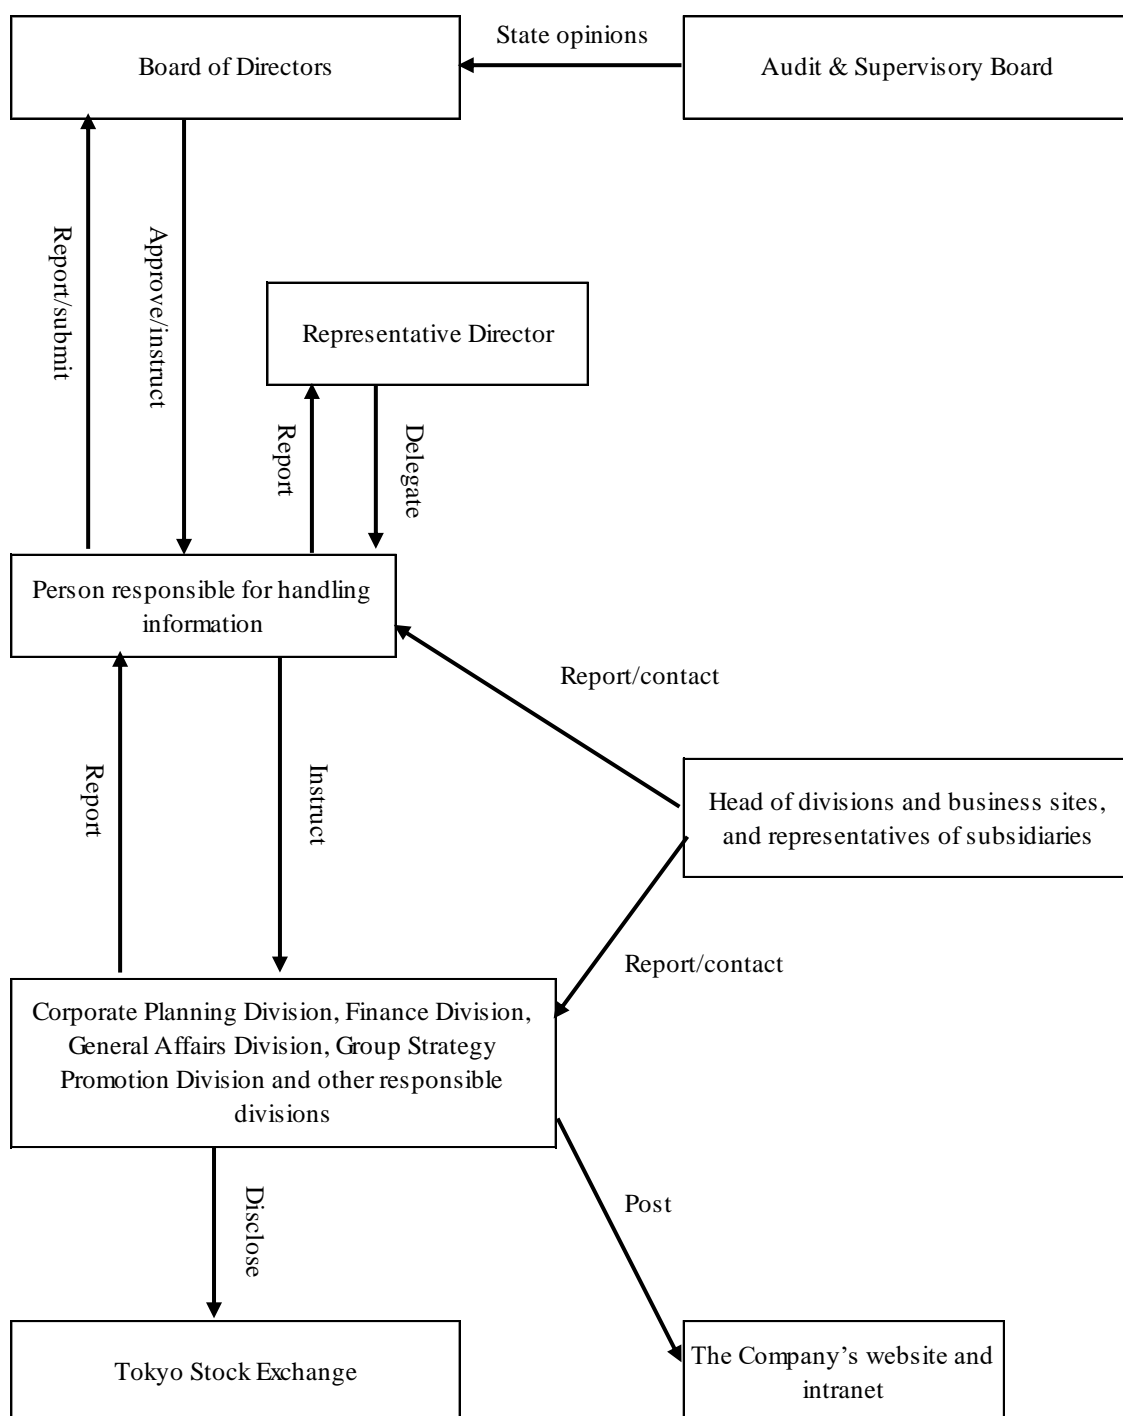 State opinions
Board of Directors
Audit & Supervisory Board
Report/submit
Approve/instruct
Representative Director
Report
Delegate
Person responsible for handling
information
Report/contact
Report
Instruct
Head of divisions and business sites,
and representatives of subsidiaries
Report/contact
Corporate Planning Division, Finance Division,
General Affairs Division, Group Strategy
Promotion Division and other responsible
divisions
Disclose
Post
Tokyo Stock Exchange
The Company’s website and
intranet